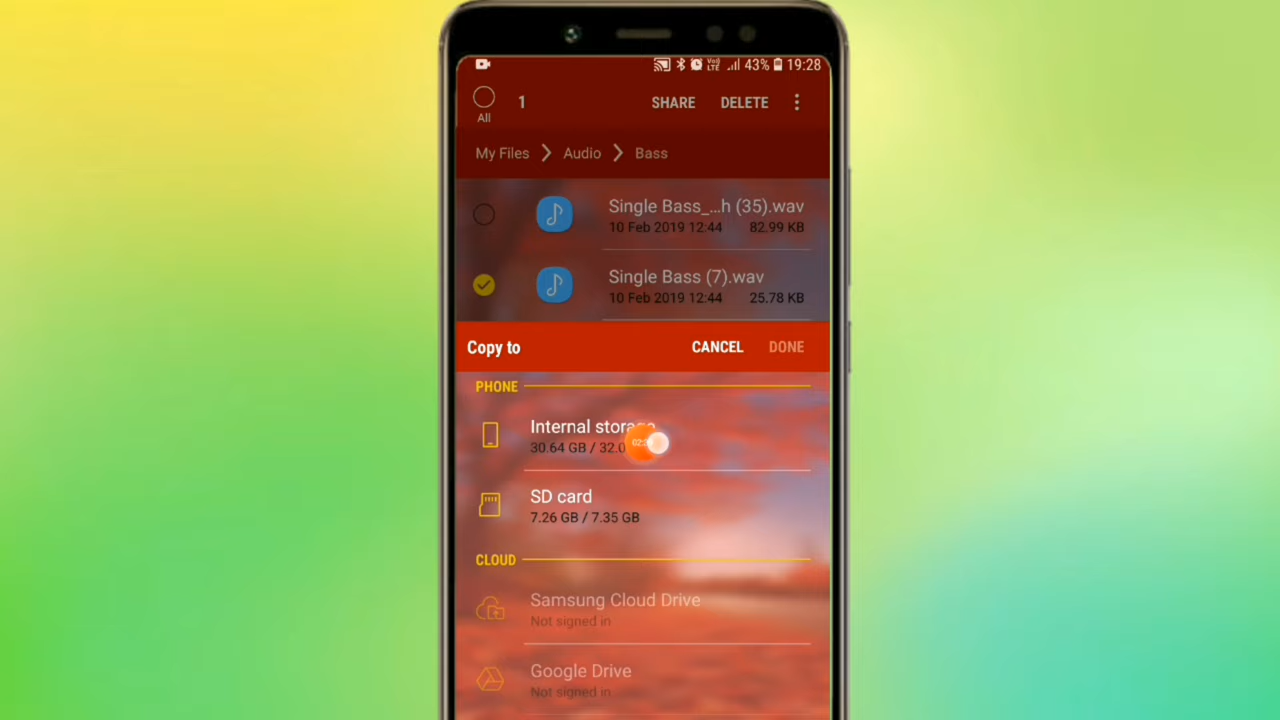 43% 19:28
All 1 SHARE DELETE
My Files Audio Bass
Single Bass_...h (35).wav
10 Feb 2019 12:44 82.99 KB
Single Bass (7).wav
10 Feb 2019 12:44 25.78 KB
Copy to CANCEL DONE
PHONE
Internal storage
30.64 GB / 32.0
SD card
7.26 GB / 7.35 GB
CLOUD
Samsung Cloud Drive
Not signed in
Google Drive
Not signed in